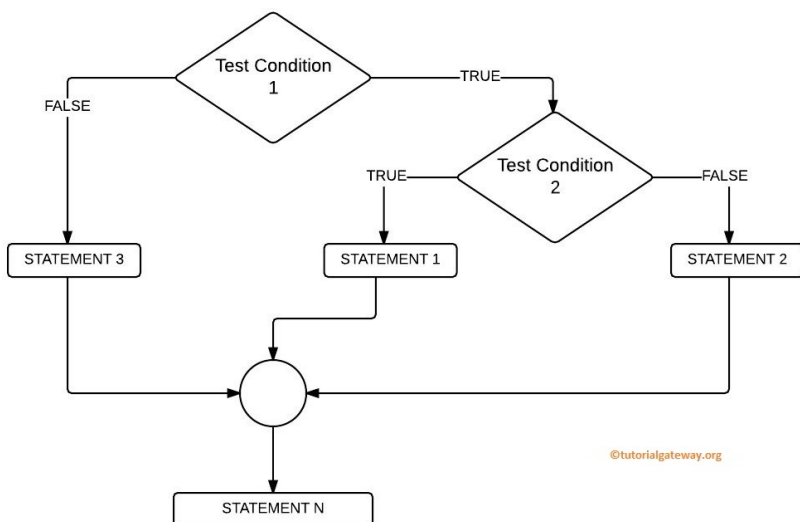 Test Condition
1
TRUE
FALSE
Test Condition
2
TRUE
FALSE
STATEMENT 3
STATEMENT 1
STATEMENT 2
©tutorialgateway.org
STATEMENT N